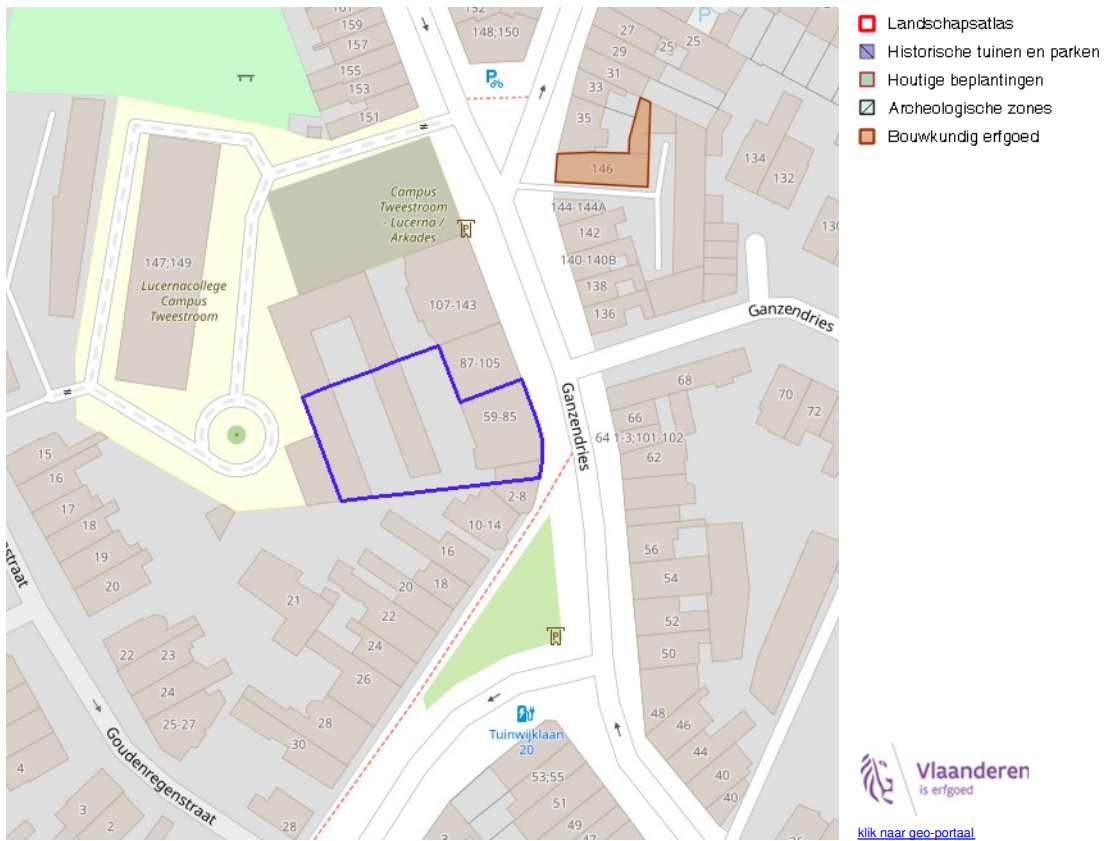 161
159
157
155
153
151
152
148;150
P
27
29
25
25
31
33
35
146
134
132
130
144-144A
142
140-140B
138
136
Campus
Tweestroom
- Lucerna /
Arkades
P
147;149
Lucernacollege
Campus
Tweestroom
107-143
87-105
59-85
Ganzendries
Ganzendries
68
70
72
66
64 1-3;101-102
62
2-8
10-14
16
18
20
22
24
26
28
30
21
15
16
17
18
19
20
22
23
24
25-27
56
54
52
50
48
46
44
40
40
P
Tuinwijklaan
20
53;55
51
49
47
3
Goudenregenstraat
straat
4
3
2
28
Landschapsatlas
Historische tuinen en parken
Houtige beplantingen
Archeologische zones
Bouwkundig erfgoed
Vlaanderen
is erfgoed
klik naar geo-portaal